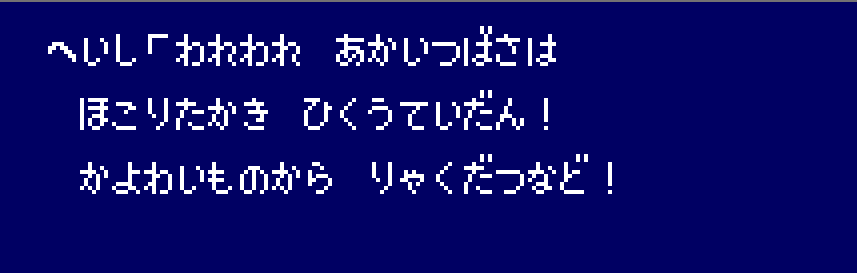 へいし「われわれ　あかいつばさは
ほこりたかき　ひくうていだん！
かよわいものから　りゃくだつなど！